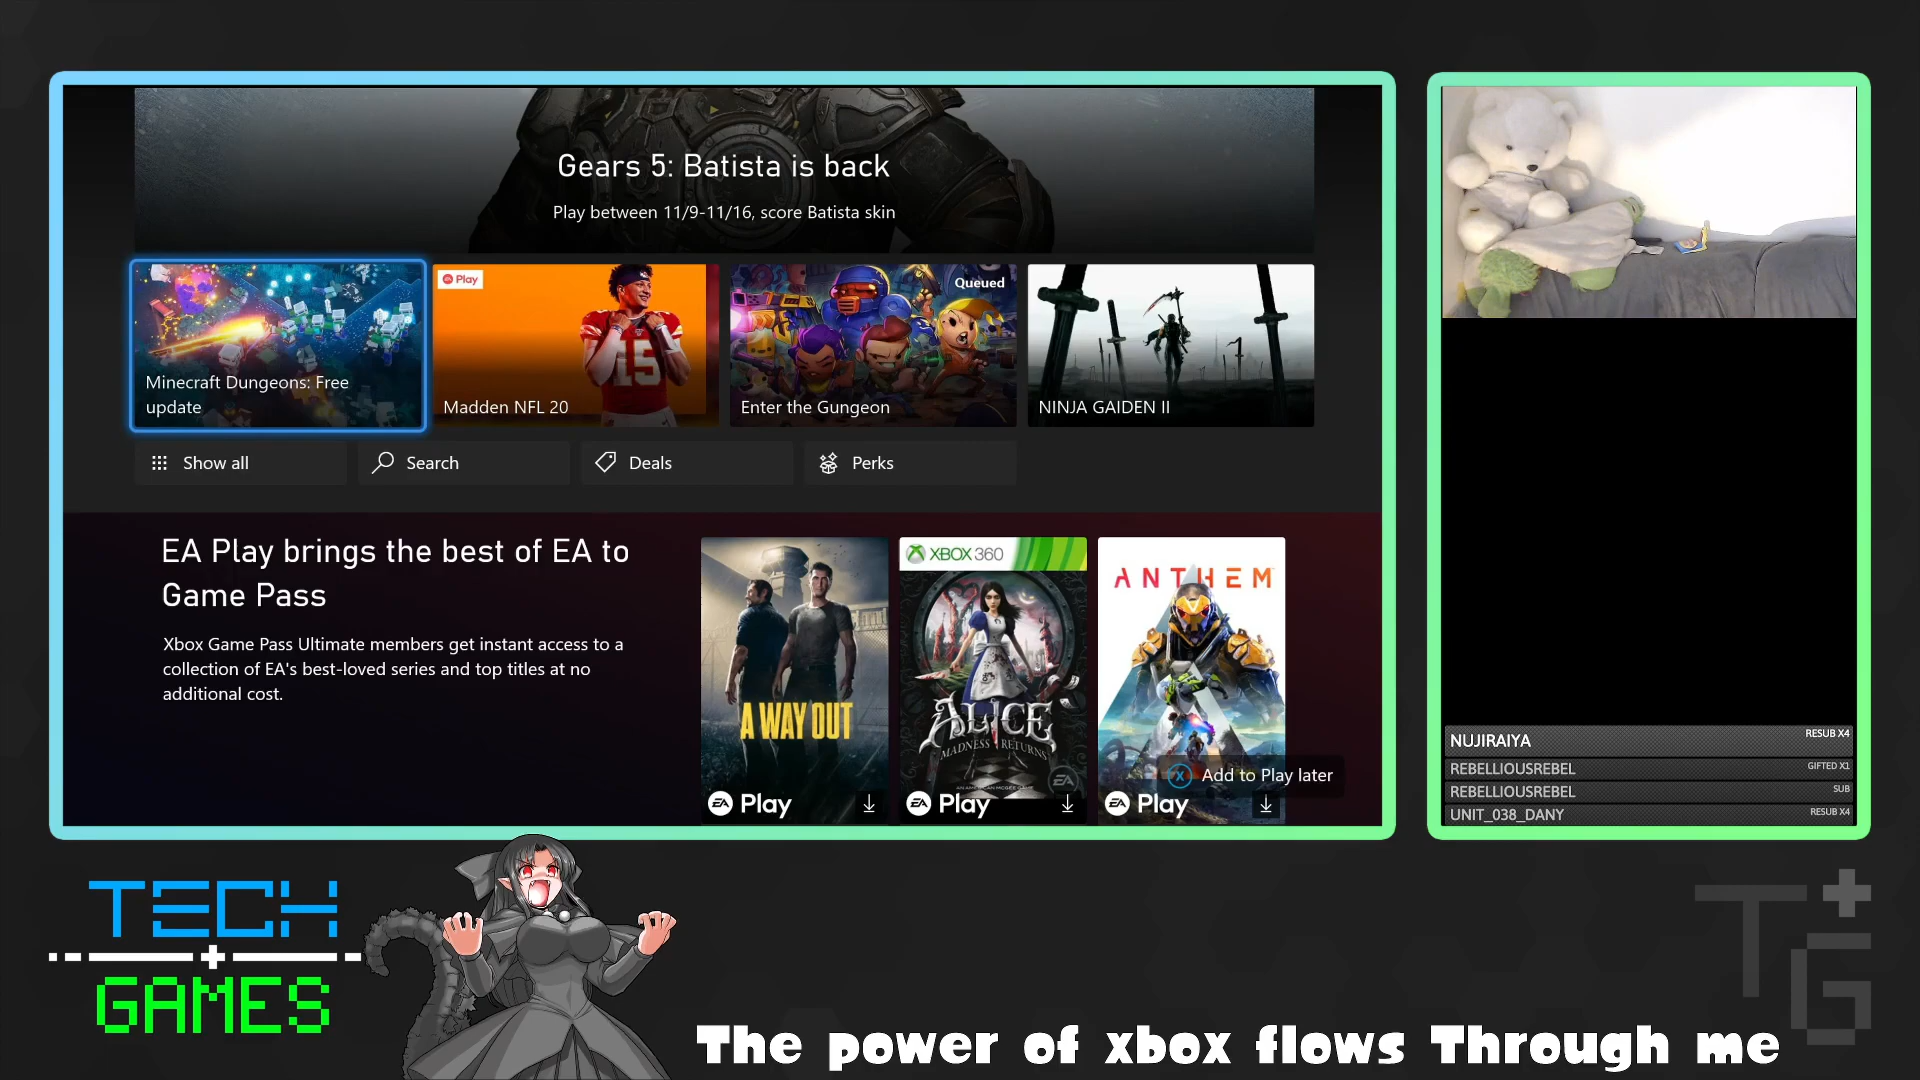 Gears 5: Batista is back
Play between 11/9-11/16, score Batista skin
Minecraft Dungeons: Free
update
Play
Madden NFL 20
Queued
Enter the Gungeon
NINJA GAIDEN II
Show all
Search
Deals
Perks
EA Play brings the best of EA to
Game Pass
Xbox Game Pass Ultimate members get instant access to a
collection of EA's best-loved series and top titles at no
additional cost.
A WAY OUT
EA Play
XBOX 360
ALICE
MADNESS RETURNS
EA
EA Play
ANTHEM
X Add to Play later
EA Play
NUJIRAIYA RESUB X4
REBELLIOUSREBEL GIFTED X1
REBELLIOUSREBEL SUB
UNIT_038_DANY RESUB X4
TECH
GAMES
The power of xbox flows Through me
TG